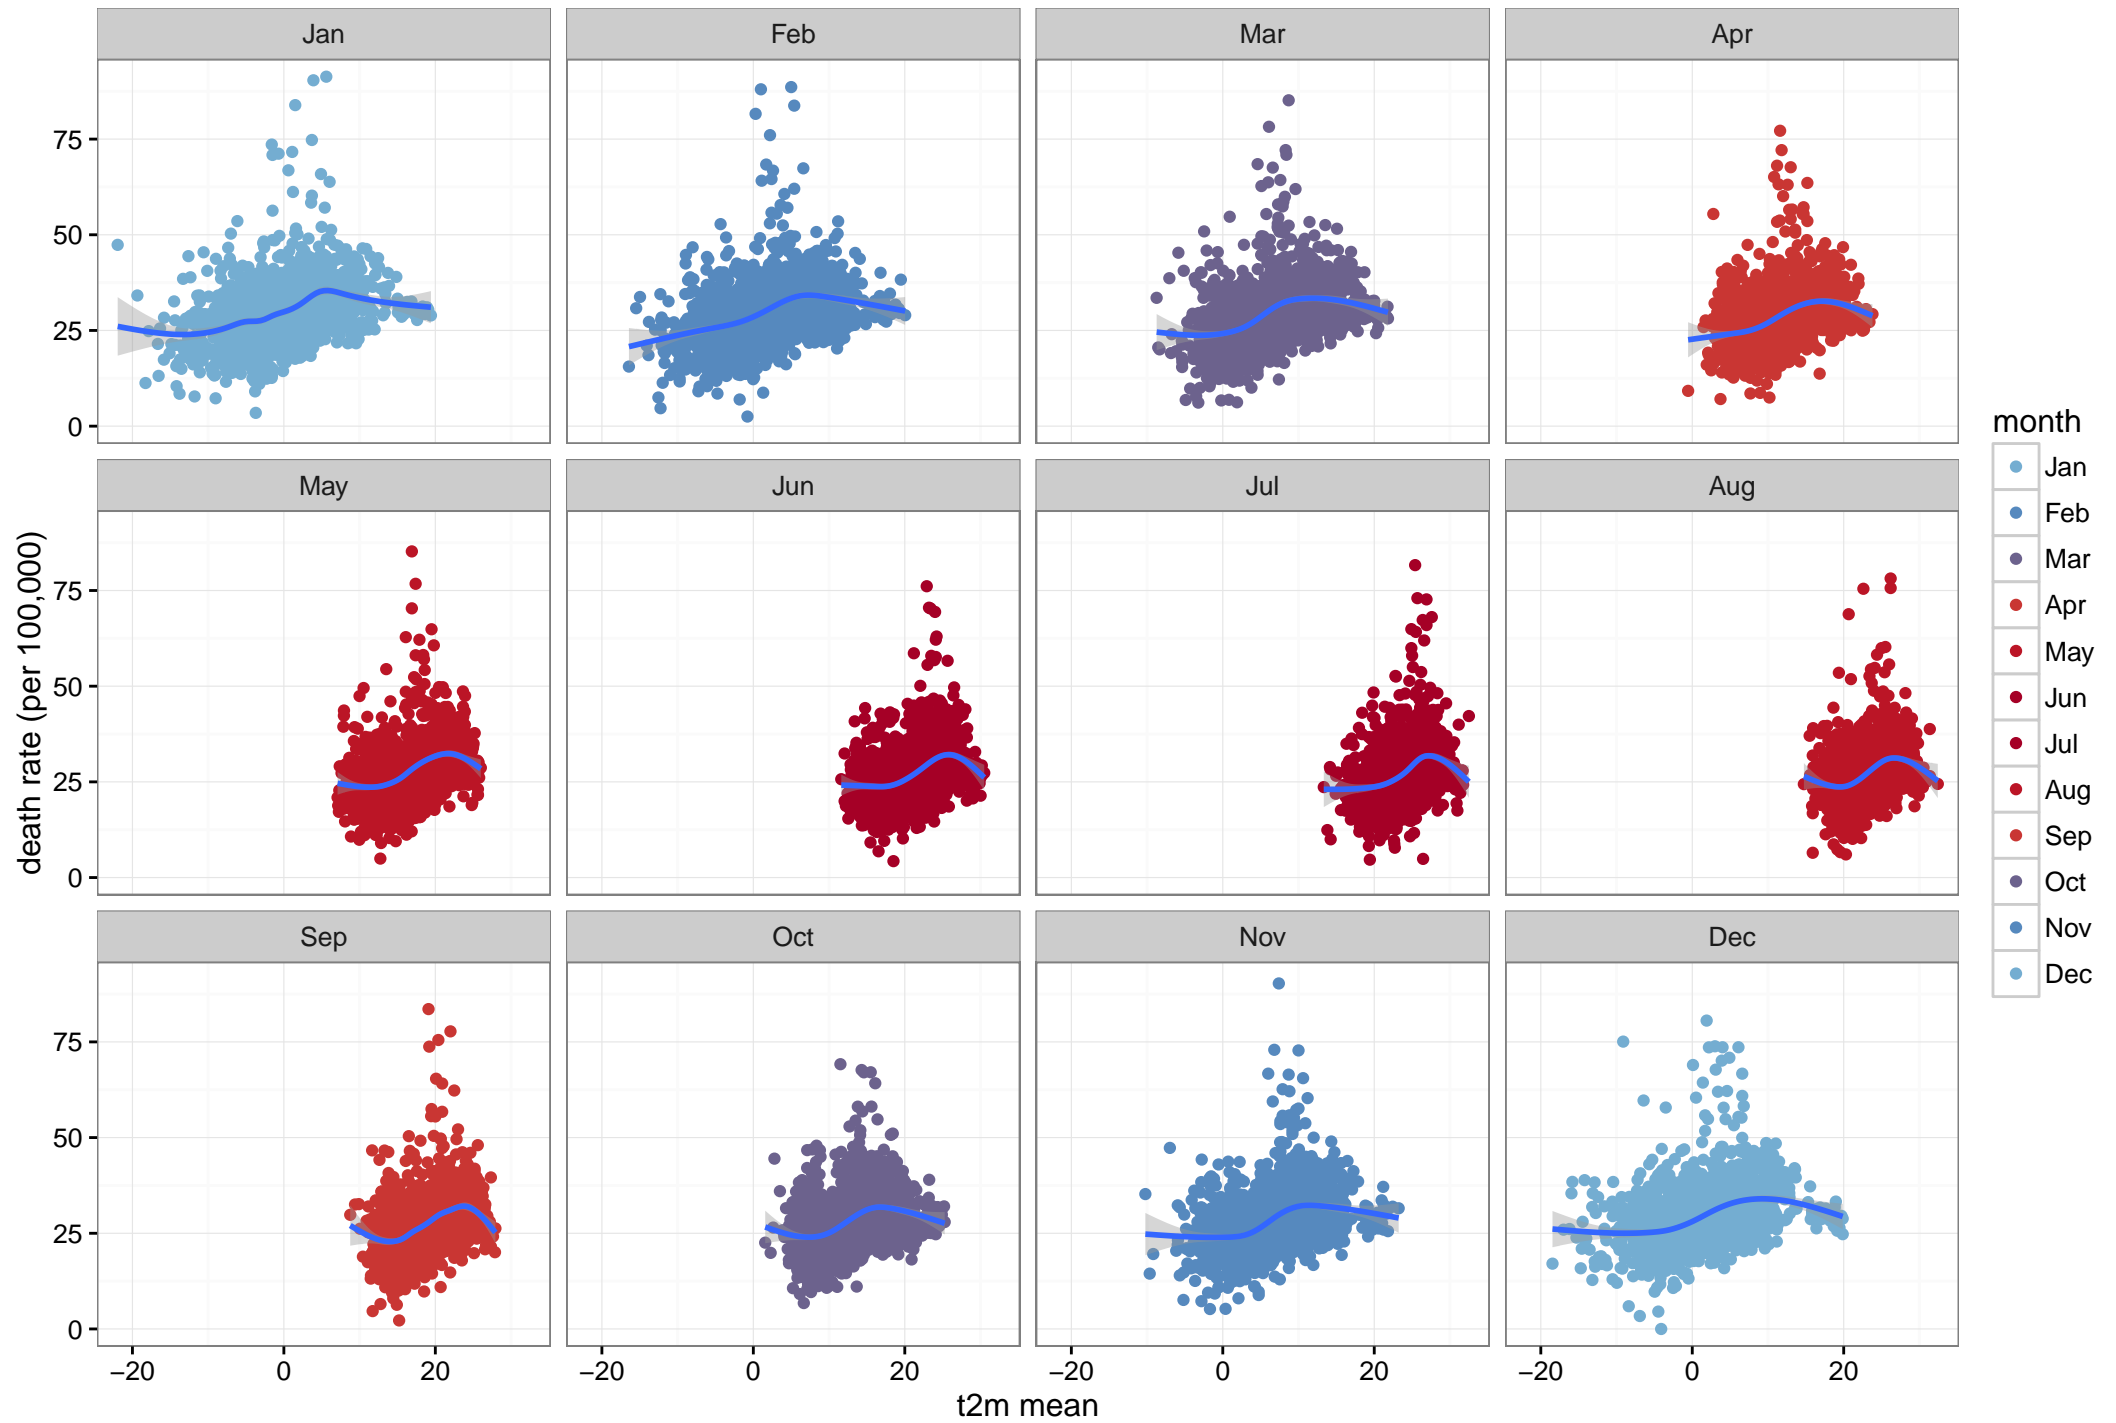 Jan Feb Mar Apr
75
50
25
0
May Jun Jul Aug
75
50
25
0
Sep Oct Nov Dec
75
50
25
0
−20 0 20 −20 0 20 −20 0 20 −20 0 20
t2m mean
death rate (per 100,000)
month
Jan
Feb
Mar
Apr
May
Jun
Jul
Aug
Sep
Oct
Nov
Dec